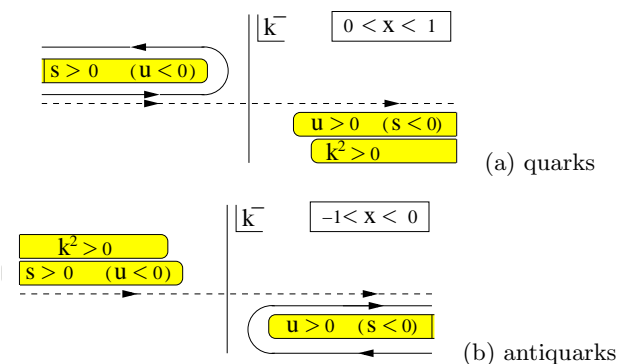 k⁻
0 < x < 1
s > 0 (u < 0)
u > 0 (s < 0)
k² > 0
(a) quarks
k⁻
–1 < x < 0
k² > 0
s > 0 (u < 0)
u > 0 (s < 0)
(b) antiquarks